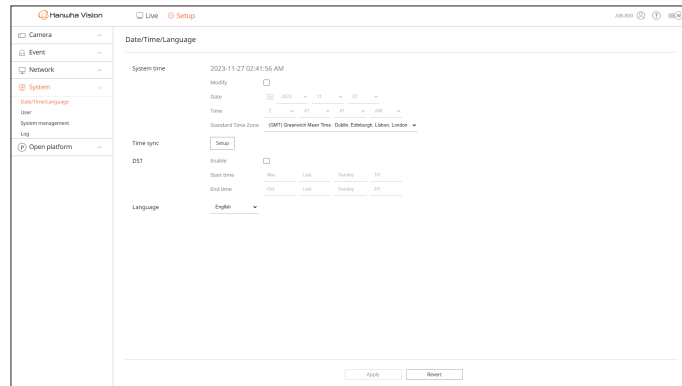 Hanwha Vision Live Setup AIB-800
Camera
Event
Network
System
Date/Time/Language
User
System management
Log
Open platform
Date/Time/Language
System time 2023-11-27 02:41:56 AM
Modify
Date 2023 11 27
Time 2 41 41 AM
Standard Time Zone (GMT) Greenwich Mean Time : Dublin, Edinburgh, Lisbon, London
Time sync Setup
DST Enable
Start time Mar Last Sunday 1H
End time Oct Last Sunday 2H
Language English
Apply Revert